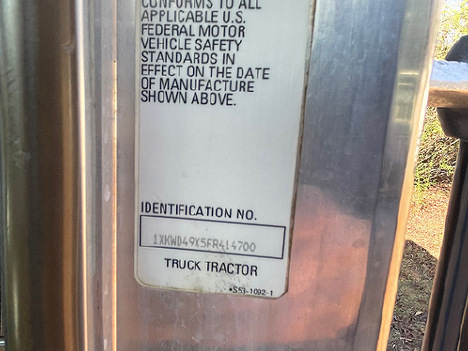 CONFORMS TO ALL
APPLICABLE U.S.
FEDERAL MOTOR
VEHICLE SAFETY
STANDARDS IN
EFFECT ON THE DATE
OF MANUFACTURE
SHOWN ABOVE.
IDENTIFICATION NO.
1XKWD49X5FR414700
TRUCK TRACTOR
•S53-1092-1